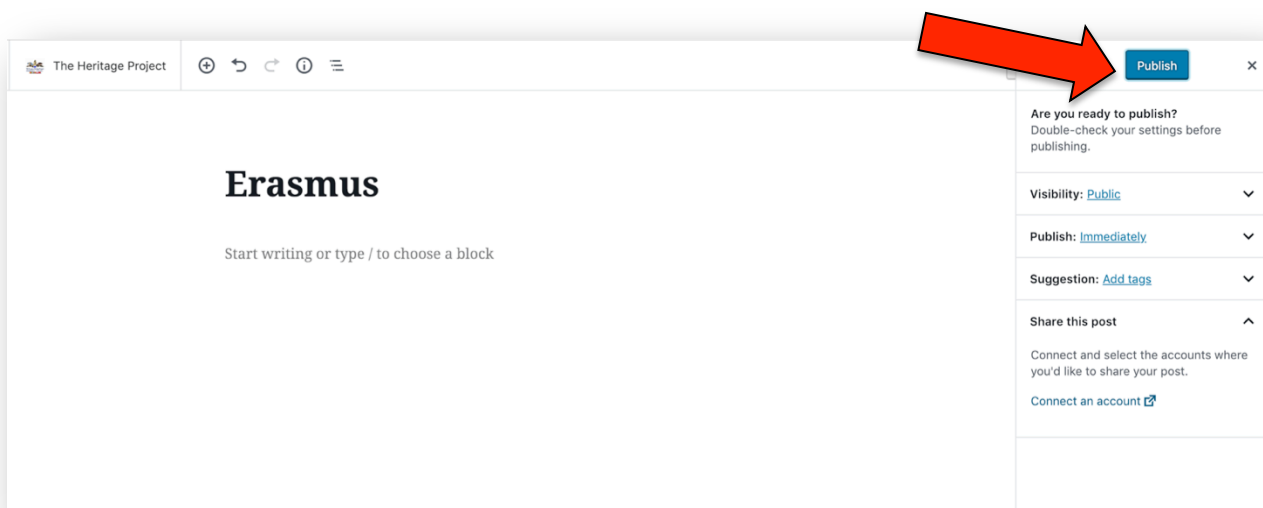 The Heritage Project
Publish
Erasmus
Start writing or type / to choose a block
Are you ready to publish?
Double-check your settings before
publishing.
Visibility: Public
Publish: Immediately
Suggestion: Add tags
Share this post
Connect and select the accounts where
you'd like to share your post.
Connect an account